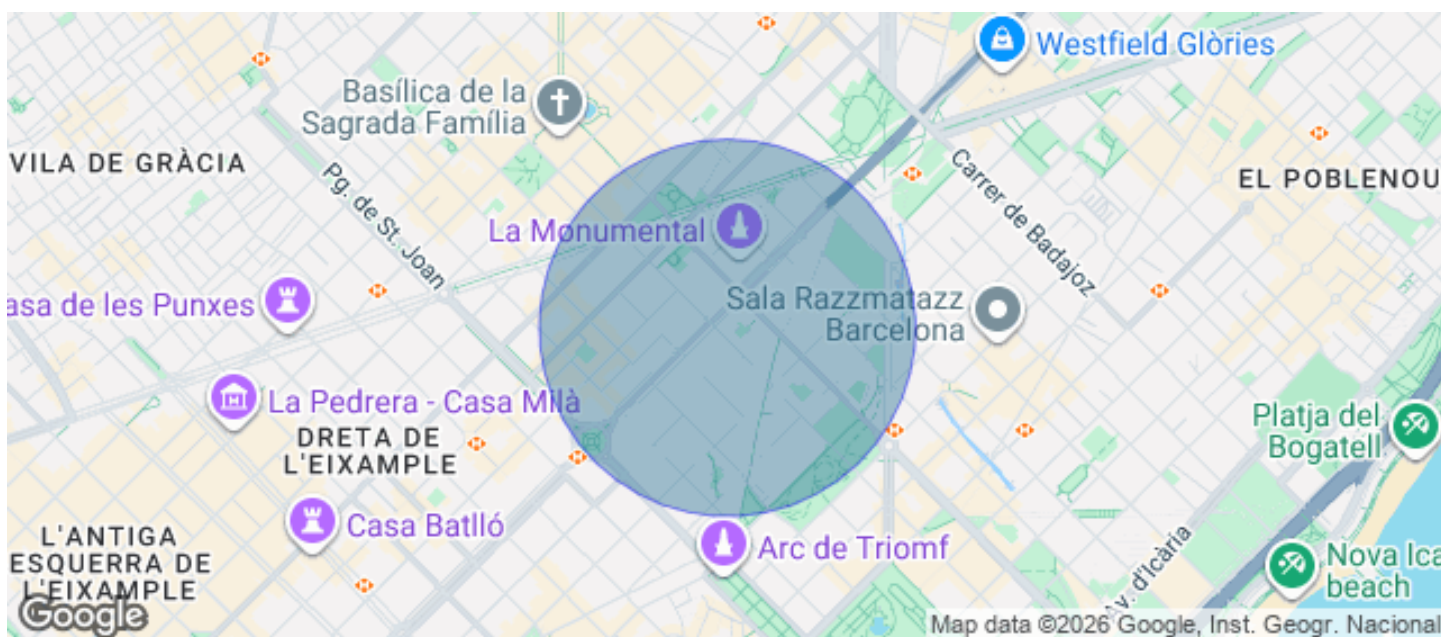 Westfield Glòries
Basílica de la
Sagrada Família
VILA DE GRÀCIA
Pg. de St. Joan
Carrer de Badajoz
EL POBLENOU
La Monumental
asa de les Punxes
Sala Razzmatazz
Barcelona
La Pedrera - Casa Milà
DRETA DE
L'EIXAMPLE
Platja del
Bogatell
Casa Batlló
L'ANTIGA
ESQUERRA DE
L'EIXAMPLE
Arc de Triomf
Av. d'Icària
Nova Ica
beach
Google
Map data ©2026 Google, Inst. Geogr. Nacional